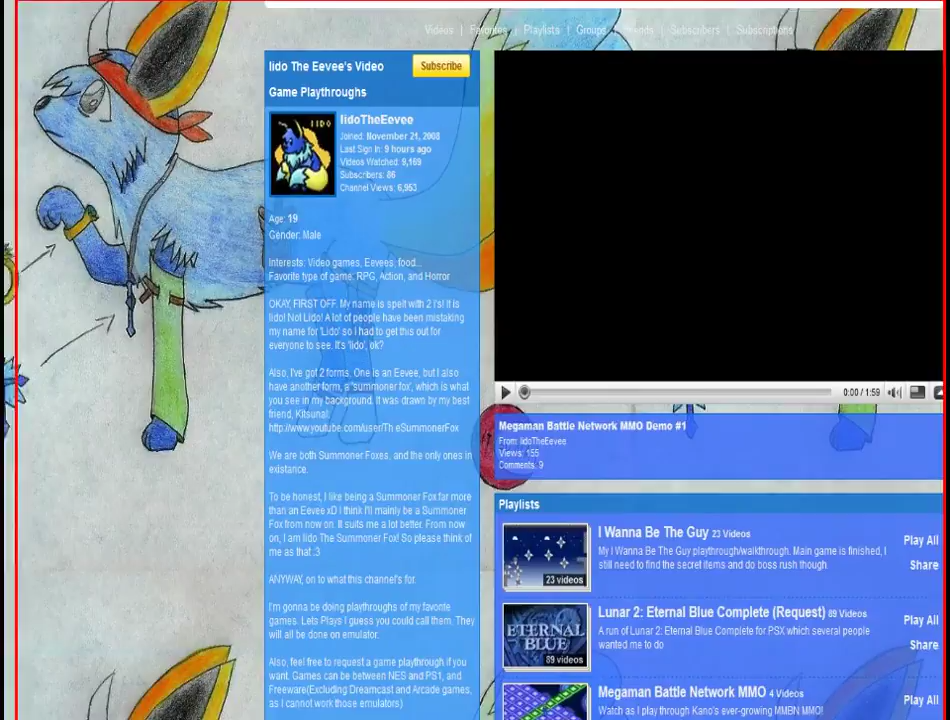 Videos | Favorites | Playlists | Groups | Friends | Subscribers | Subscriptions
Iido The Eevee's Video
Subscribe
Game Playthroughs
IIDO
IidoTheEevee
Joined: November 21, 2008
Last Sign In: 9 hours ago
Videos Watched: 9,169
Subscribers: 86
Channel Views: 6,953
Age: 19
Gender: Male
Interests: Video games, Eevees, food...
Favorite type of game: RPG, Action, and Horror
OKAY, FIRST OFF. My name is spelt with 2 I's! It is
Iido! Not Lido! A lot of people have been mistaking
my name for 'Lido' so I had to get this out for
everyone to see. It's 'Iido', ok?
Also, I've got 2 forms. One is an Eevee, but I also
have another form, a 'summoner fox', which is what
you see in my background. It was drawn by my best
friend, Kitsuna!
http://www.youtube.com/user/Th eSummonerFox
We are both Summoner Foxes, and the only ones in
existance.
To be honest, I like being a Summoner Fox far more
than an Eevee xD I think I'll mainly be a Summoner
Fox from now on. It suits me a lot better. From now
on, I am Iido The Summoner Fox! So please think of
me as that :3
ANYWAY, on to what this channel's for.
I'm gonna be doing playthroughs of my favorite
games. Lets Plays I guess you could call them. They
will all be done on emulator.
Also, feel free to request a game playthrough if you
want. Games can be between NES and PS1, and
Freeware(Excluding Dreamcast and Arcade games,
as I cannot work those emulators)
0:00 / 1:59
Megaman Battle Network MMO Demo #1
From: IidoTheEevee
Views: 155
Comments: 9
Playlists
23 videos
I Wanna Be The Guy 23 Videos
My I Wanna Be The Guy playthrough/walkthrough. Main game is finished, I
still need to find the secret items and do boss rush though.
Play All
Share
ETERNAL
BLUE
89 videos
Lunar 2: Eternal Blue Complete (Request) 89 Videos
A run of Lunar 2: Eternal Blue Complete for PSX which several people
wanted me to do
Play All
Share
Megaman Battle Network MMO 4 Videos
Watch as I play through Kano's ever-growing MMBN MMO!
Play All